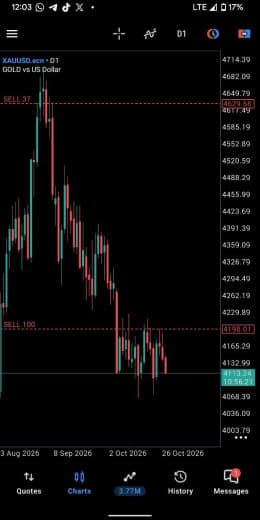 12:03
LTE 17%
D1
XAUUSD.ecn • D1
GOLD vs US Dollar
4714.39
4682.09
4649.79
SELL 37
4629.58
4617.49
4585.19
4552.89
4520.59
4488.29
4455.99
4423.69
4391.39
4359.09
4326.79
4294.49
4262.19
4229.89
SELL 100
4198.01
4165.29
4132.99
4113.24
10:56:21
4068.39
4036.09
4003.79
3 Aug 2026
8 Sep 2026
2 Oct 2026
26 Oct 2026
Quotes
Charts
3.77M
History
1
Messages